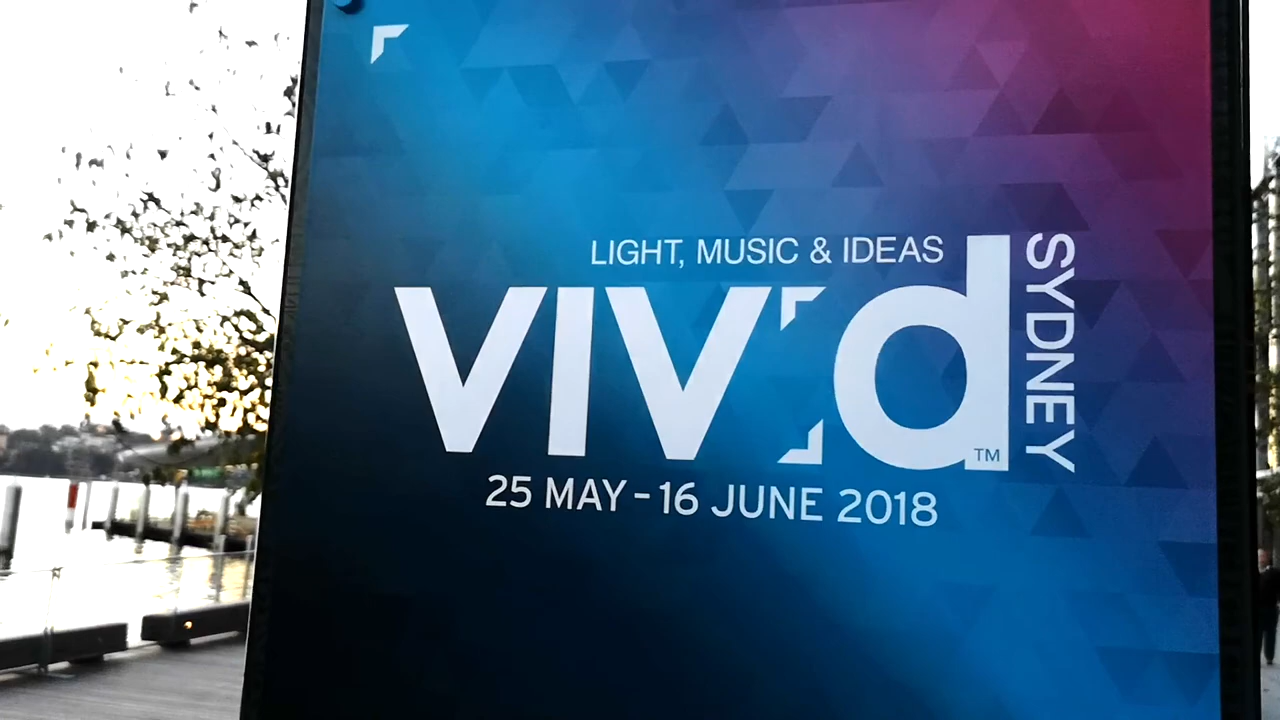 LIGHT, MUSIC & IDEAS
VIVID
SYDNEY
TM
25 MAY – 16 JUNE 2018